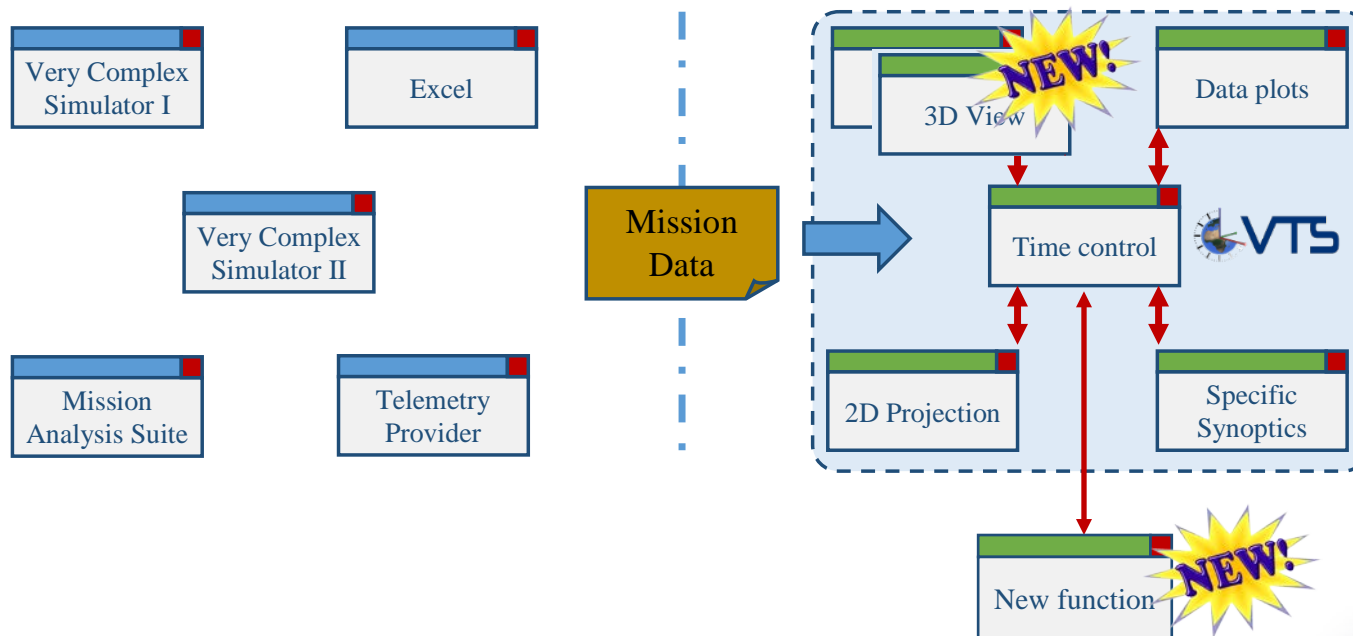 Very Complex
Simulator I
Excel
Very Complex
Simulator II
Mission
Analysis Suite
Telemetry
Provider
Mission
Data
NEW!
3D View
Data plots
Time control
VTS
2D Projection
Specific
Synoptics
New function
NEW!